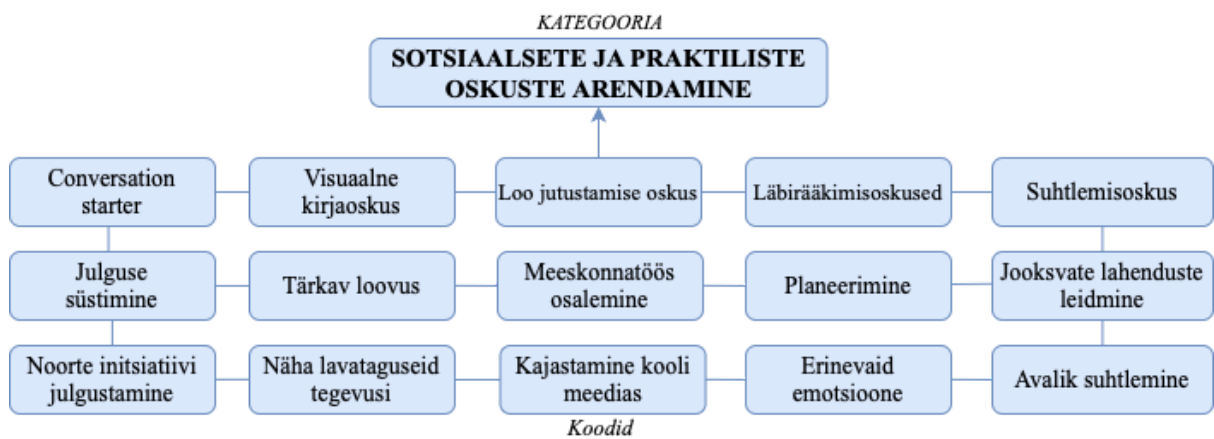 KATEGOORIA
SOTSIAALSETE JA PRAKTILISTE
OSKUSTE ARENDAMINE
Conversation
starter
Visuaalne
kirjaoskus
Loo jutustamise oskus
Läbirääkimisoskused
Suhtlemisoskus
Julguse
süstimine
Tärkav loovus
Meeskonnatöös
osalemine
Planeerimine
Jooksvate lahenduste
leidmine
Noorte initsiatiivi
julgustamine
Näha lavataguseid
tegevusi
Kajastamine kooli
meedias
Erinevaid
emotsioone
Avalik suhtlemine
Koodid